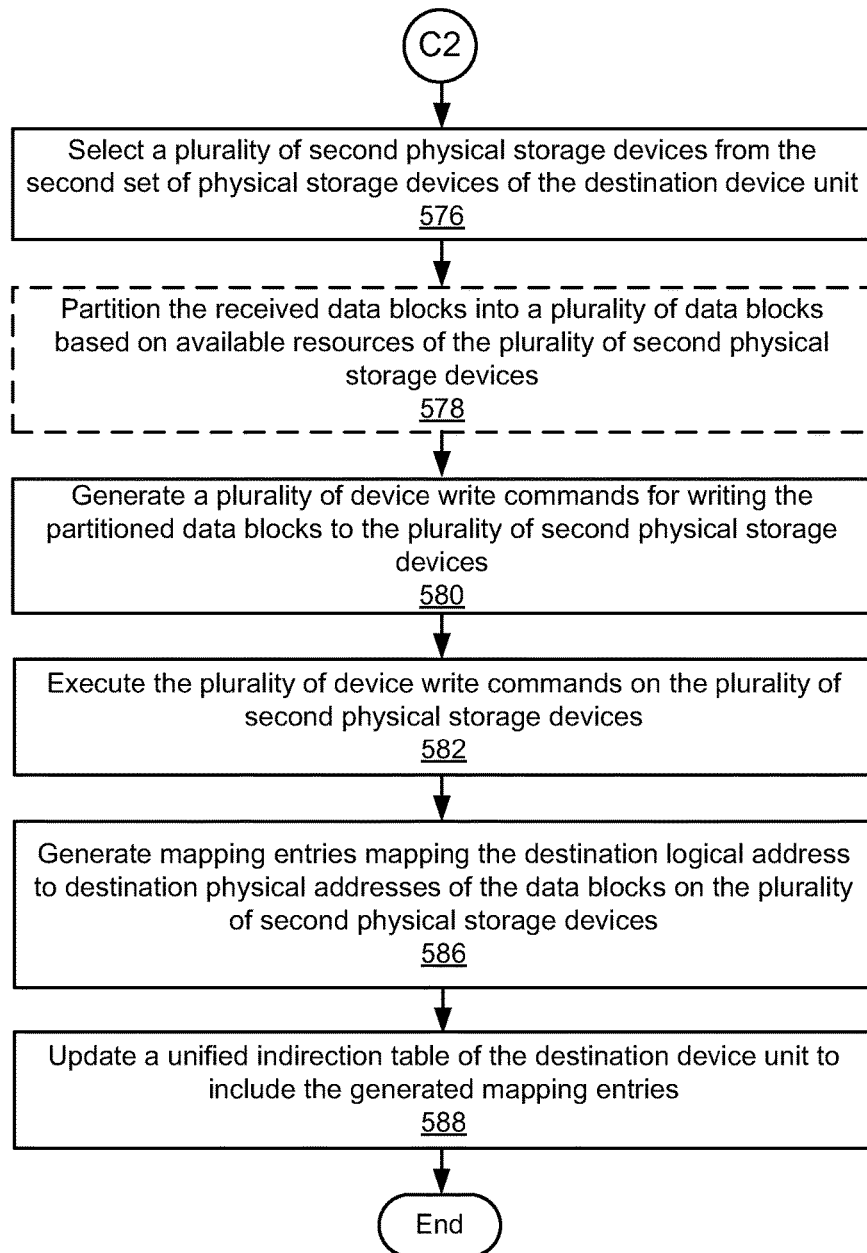 C2
Select a plurality of second physical storage devices from the
second set of physical storage devices of the destination device unit
576
Partition the received data blocks into a plurality of data blocks
based on available resources of the plurality of second physical
storage devices
578
Generate a plurality of device write commands for writing the
partitioned data blocks to the plurality of second physical storage
devices
580
Execute the plurality of device write commands on the plurality of
second physical storage devices
582
Generate mapping entries mapping the destination logical address
to destination physical addresses of the data blocks on the plurality
of second physical storage devices
586
Update a unified indirection table of the destination device unit to
include the generated mapping entries
588
End